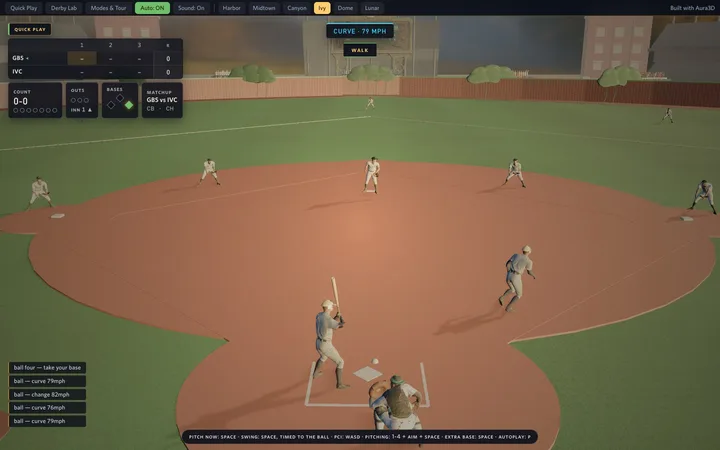 Quick Play Derby Lab Modes & Tour Auto: ON Sound: On Harbor Midtown Canyon Ivy Dome Lunar Built with Aura3D
QUICK PLAY
CURVE · 79 MPH
WALK
1 2 3
GBS – – – 0
IVC – – – 0
COUNT
0-0
OUTS
INN 1 ▲
BASES
MATCHUP
GBS vs IVC
CB · CH
ball four — take your base
ball — curve 79mph
ball — change 82mph
ball — curve 76mph
ball — curve 79mph
PITCH NOW: SPACE · SWING: SPACE, TIMED TO THE BALL · PCI: WASD · PITCHING: 1-4 + AIM + SPACE · EXTRA BASE: SPACE · AUTOPLAY: P